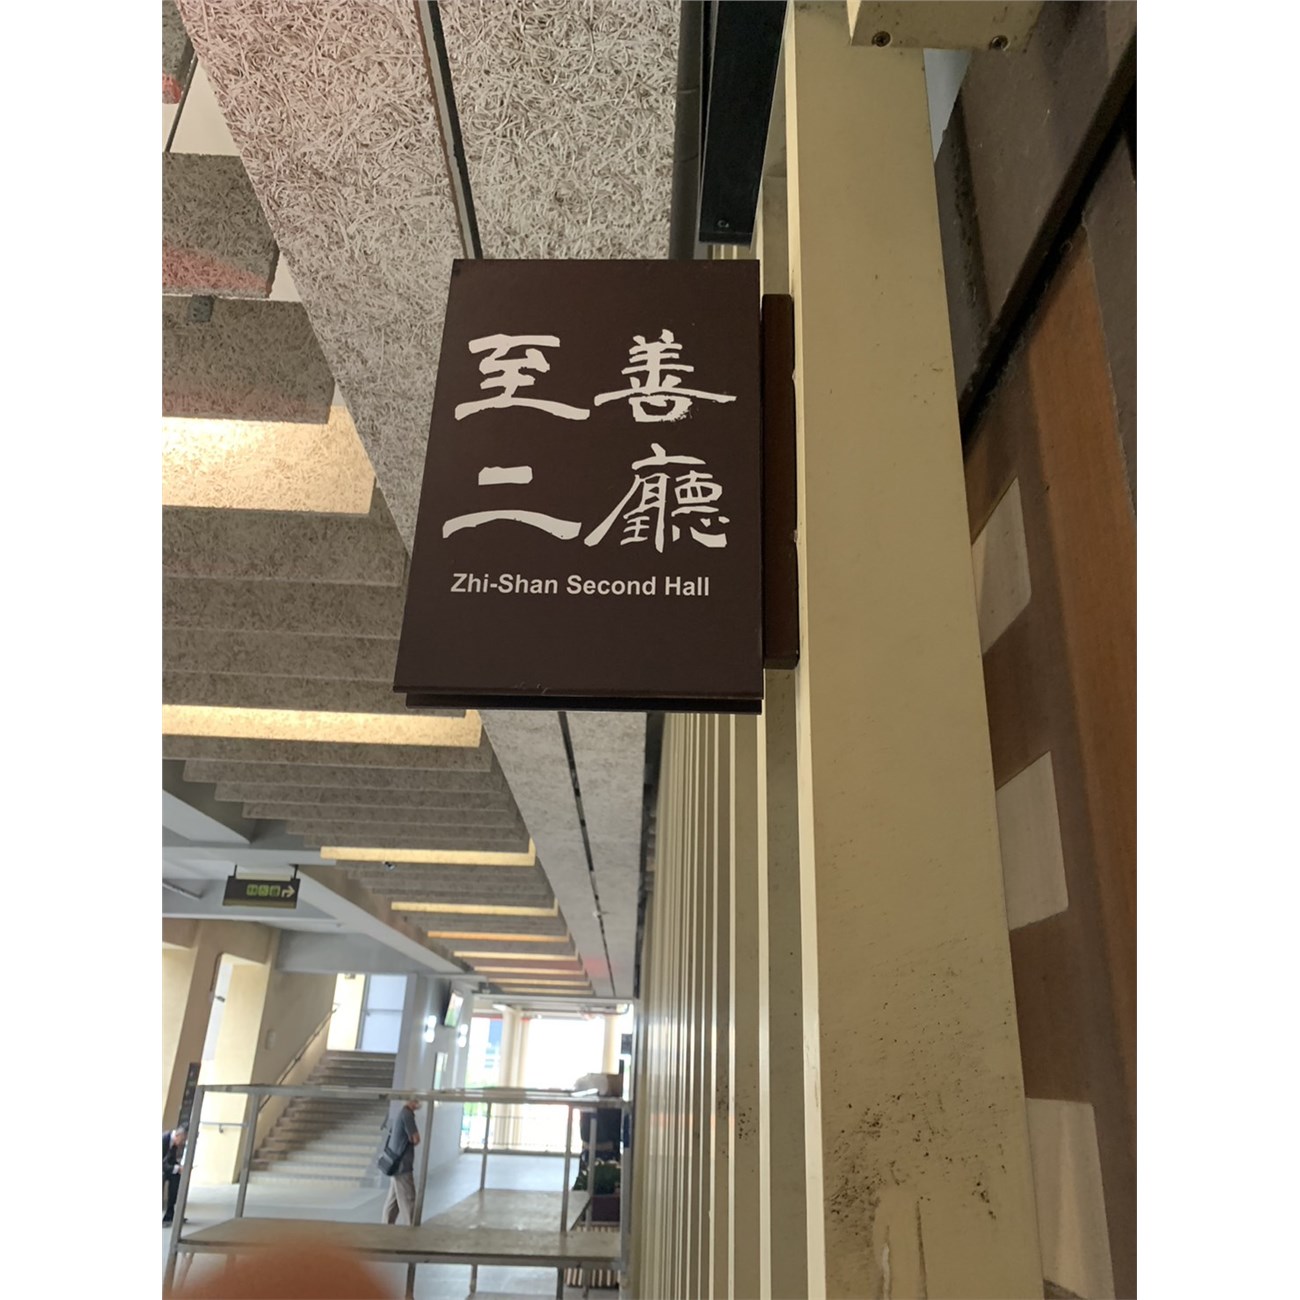 至善
二廳
Zhi-Shan Second Hall